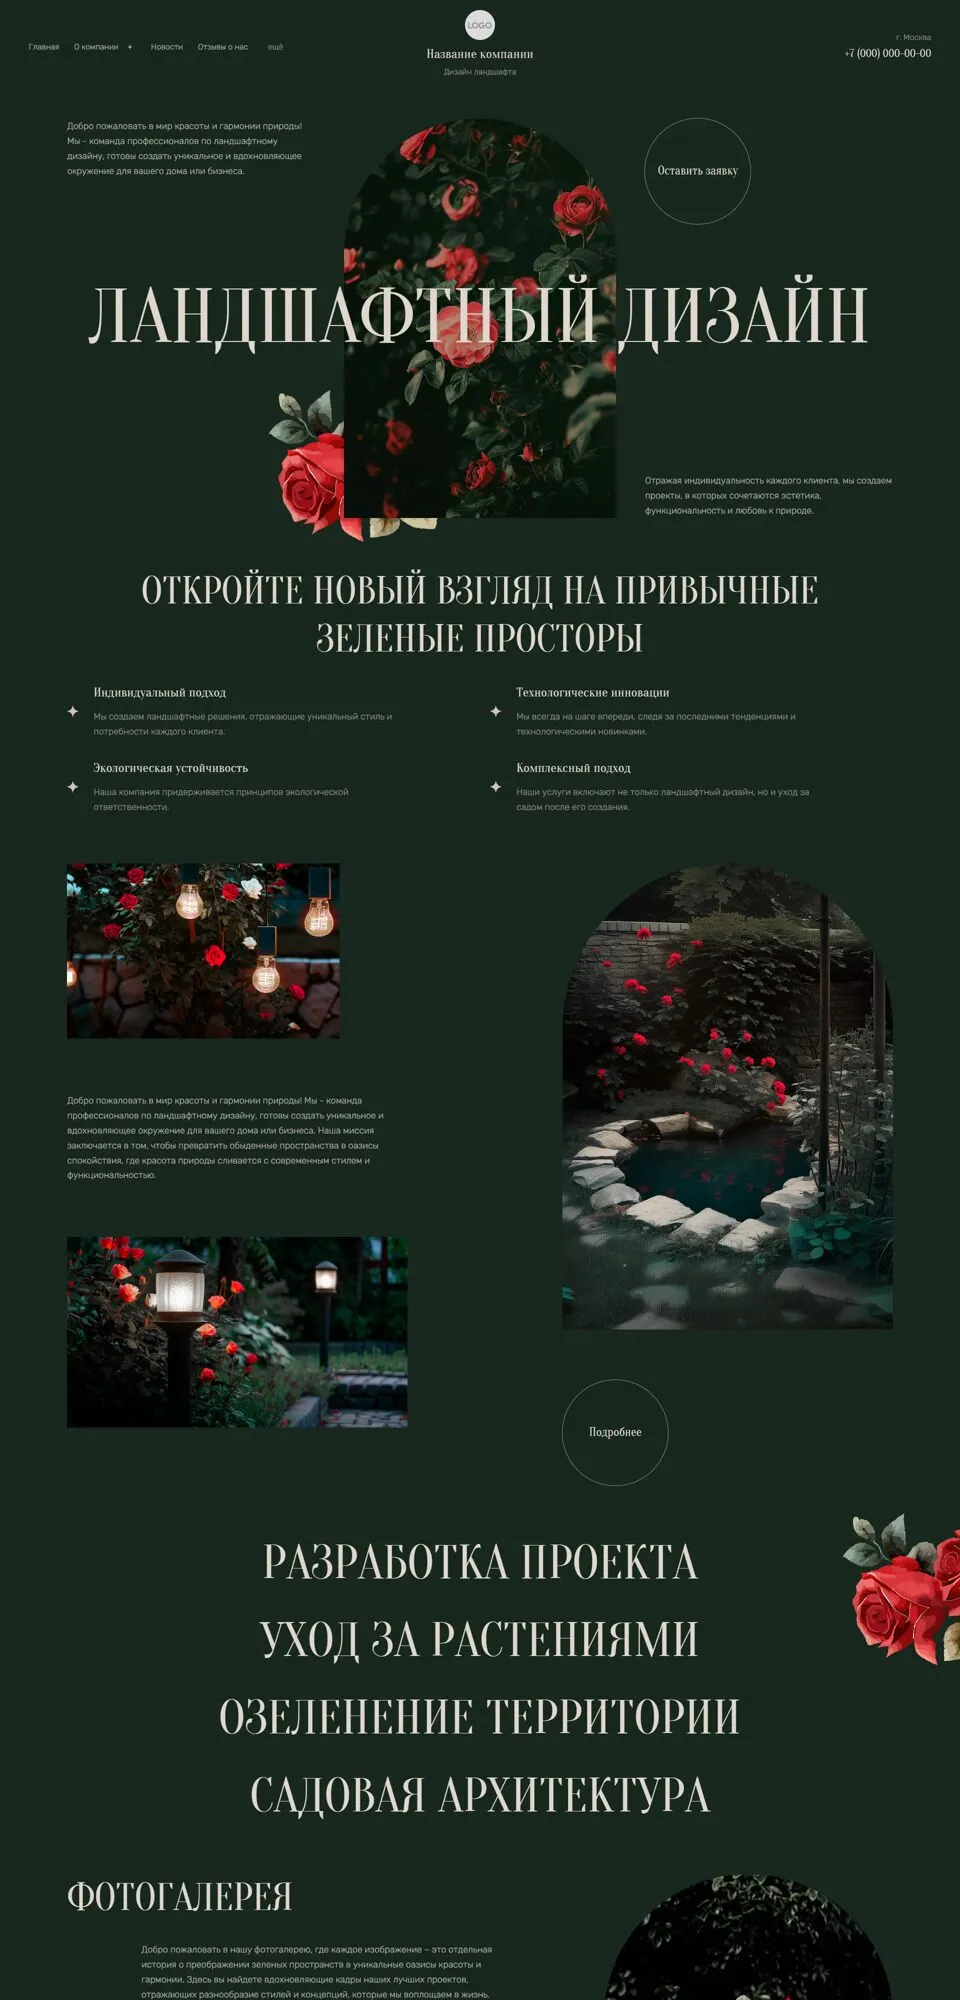 LOGO
Главная О компании Новости Отзывы о нас ещё
Название компании
Дизайн ландшафта
г. Москва
+7 (000) 000-00-00
Добро пожаловать в мир красоты и гармонии природы!
Мы - команда профессионалов по ландшафтному
дизайну, готовы создать уникальное и вдохновляющее
окружение для вашего дома или бизнеса.
Оставить заявку
ЛАНДШАФТНЫЙ ДИЗАЙН
Отражая индивидуальность каждого клиента, мы создаем
проекты, в которых сочетаются эстетика,
функциональность и любовь к природе.
ОТКРОЙТЕ НОВЫЙ ВЗГЛЯД НА ПРИВЫЧНЫЕ
ЗЕЛЕНЫЕ ПРОСТОРЫ
Индивидуальный подход
Мы создаем ландшафтные решения, отражающие уникальный стиль и
потребности каждого клиента.
Технологические инновации
Мы всегда на шаге впереди, следя за последними тенденциями и
технологическими новинками.
Экологическая устойчивость
Наша компания придерживается принципов экологической
ответственности.
Комплексный подход
Наши услуги включают не только ландшафтный дизайн, но и уход за
садом после его создания.
Добро пожаловать в мир красоты и гармонии природы! Мы - команда
профессионалов по ландшафтному дизайну, готовы создать уникальное и
вдохновляющее окружение для вашего дома или бизнеса. Наша миссия
заключается в том, чтобы превратить обыденные пространства в оазисы
спокойствия, где красота природы сливается с современным стилем и
функциональностью.
Подробнее
РАЗРАБОТКА ПРОЕКТА
УХОД ЗА РАСТЕНИЯМИ
ОЗЕЛЕНЕНИЕ ТЕРРИТОРИИ
САДОВАЯ АРХИТЕКТУРА
ФОТОГАЛЕРЕЯ
Добро пожаловать в нашу фотогалерею, где каждое изображение – это отдельная
история о преображении зеленых пространств в уникальные оазисы красоты и
гармонии. Здесь вы найдете вдохновляющие кадры наших лучших проектов,
отражающих разнообразие стилей и концепций, которые мы воплощаем в жизнь.